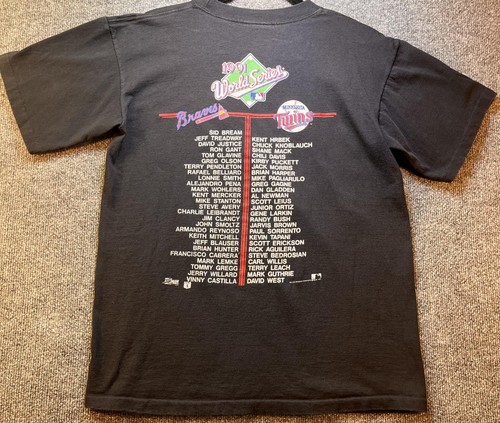 1991
World Series
Braves
MINNESOTA
Twins
SID BREAM
JEFF TREADWAY
DAVID JUSTICE
RON GANT
TOM GLAVINE
GREG OLSON
TERRY PENDLETON
RAFAEL BELLIARD
LONNIE SMITH
ALEJANDRO PENA
MARK WOHLERS
KENT MERCKER
MIKE STANTON
STEVE AVERY
CHARLIE LEIBRANDT
JIM CLANCY
JOHN SMOLTZ
ARMANDO REYNOSO
KEITH MITCHELL
JEFF BLAUSER
BRIAN HUNTER
FRANCISCO CABRERA
MARK LEMKE
TOMMY GREGG
JERRY WILLARD
VINNY CASTILLA
KENT HRBEK
CHUCK KNOBLAUCH
SHANE MACK
CHILI DAVIS
KIRBY PUCKETT
JACK MORRIS
BRIAN HARPER
MIKE PAGLIARULO
GREG GAGNE
DAN GLADDEN
AL NEWMAN
SCOTT LEIUS
JUNIOR ORTIZ
GENE LARKIN
RANDY BUSH
JARVIS BROWN
PAUL SORRENTO
KEVIN TAPANI
SCOTT ERICKSON
RICK AGUILERA
STEVE BEDROSIAN
CARL WILLIS
TERRY LEACH
MARK GUTHRIE
DAVID WEST